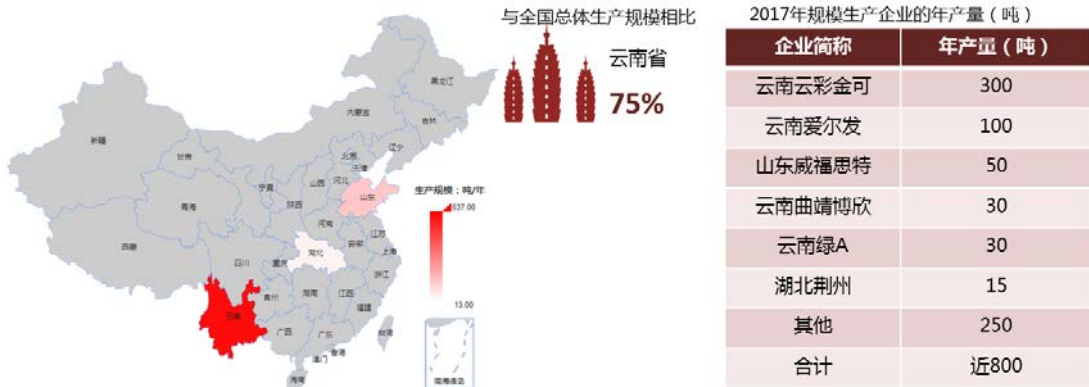 与全国总体生产规模相比
云南省
75%
2017年规模生产企业的年产量（吨）
企业简称 年产量（吨）
云南云彩金可 300
云南爱尔发 100
山东威福思特 50
云南曲靖博欣 30
云南绿A 30
湖北荆州 15
其他 250
合计 近800
生产规模：吨/年
637.00
13.00
黑龙江
内蒙古
吉林
新疆
辽宁
北京
天津
甘肃
河北
山西
宁夏
山东
青海
陕西
河南
江苏
西藏
安徽
上海
四川
湖北
重庆
浙江
湖南
江西
贵州
福建
云南
广西
广东
台湾
香港
澳门
海南
南海诸岛